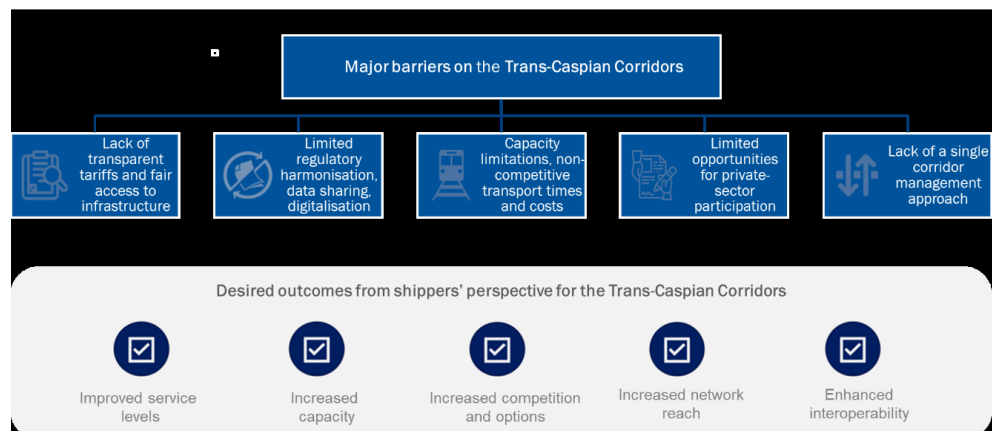 Major barriers on the Trans-Caspian Corridors
Lack of
transparent
tariffs and fair
access to
infrastructure
Limited
regulatory
harmonisation,
data sharing,
digitalisation
Capacity
limitations, non-
competitive
transport times
and costs
Limited
opportunities
for private-
sector
participation
Lack of a single
corridor
management
approach
Desired outcomes from shippers’ perspective for the Trans-Caspian Corridors
Improved service
levels
Increased
capacity
Increased competition
and options
Increased network
reach
Enhanced
interoperability